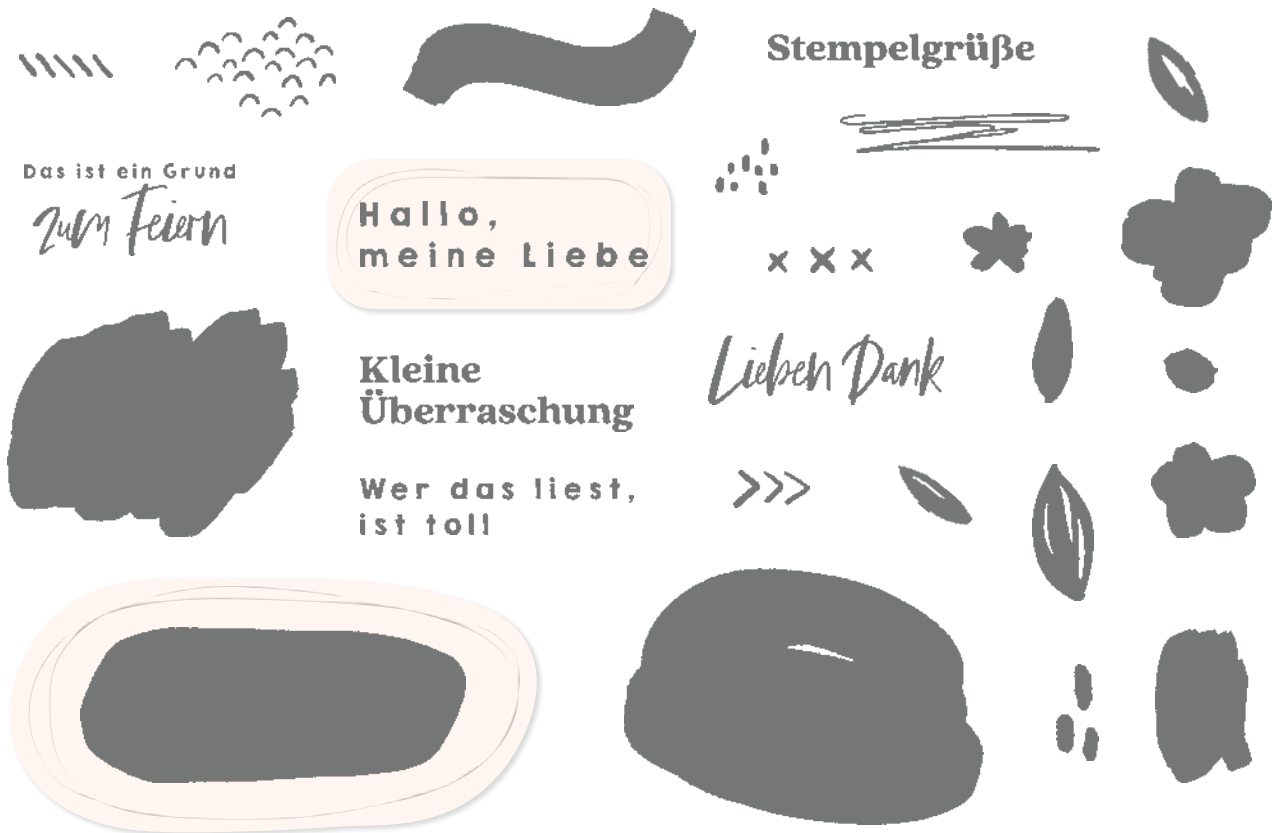 Stempelgrüße
Das ist ein Grund
zum Feiern
Hallo,
meine Liebe
Kleine
Überraschung
Lieben Dank
Wer das liest,
ist toll